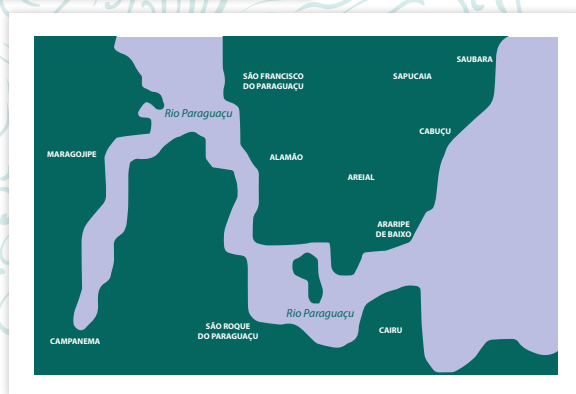 SAUBARA
SÃO FRANCISCO
DO PARAGUAÇU
SAPUCAIA
Rio Paraguaçu
CABUÇU
MARAGOJIPE
ALAMÃO
AREIAL
ARARIPE
DE BAIXO
Rio Paraguaçu
SÃO ROQUE
DO PARAGUAÇU
CAIRU
CAMPANEMA